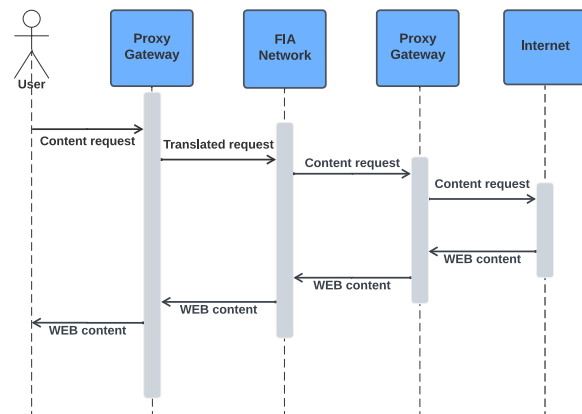 Proxy
Gateway
FIA
Network
Proxy
Gateway
Internet
User
Content request
Translated request
Content request
Content request
WEB content
WEB content
WEB content
WEB content